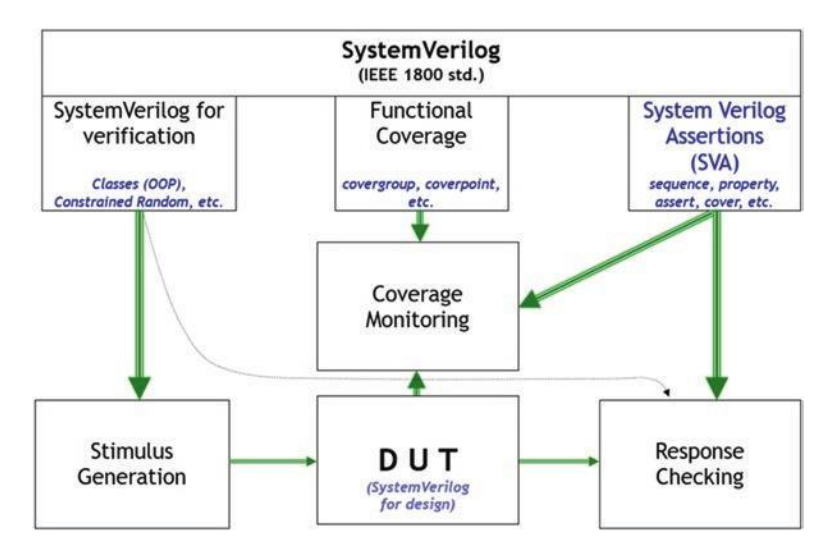 SystemVerilog
(IEEE 1800 std.)
SystemVerilog for
verification
Classes (OOP),
Constrained Random, etc.
Functional
Coverage
covergroup, coverpoint,
etc.
System Verilog
Assertions
(SVA)
sequence, property,
assert, cover, etc.
Coverage
Monitoring
Stimulus
Generation
D U T
(SystemVerilog
for design)
Response
Checking